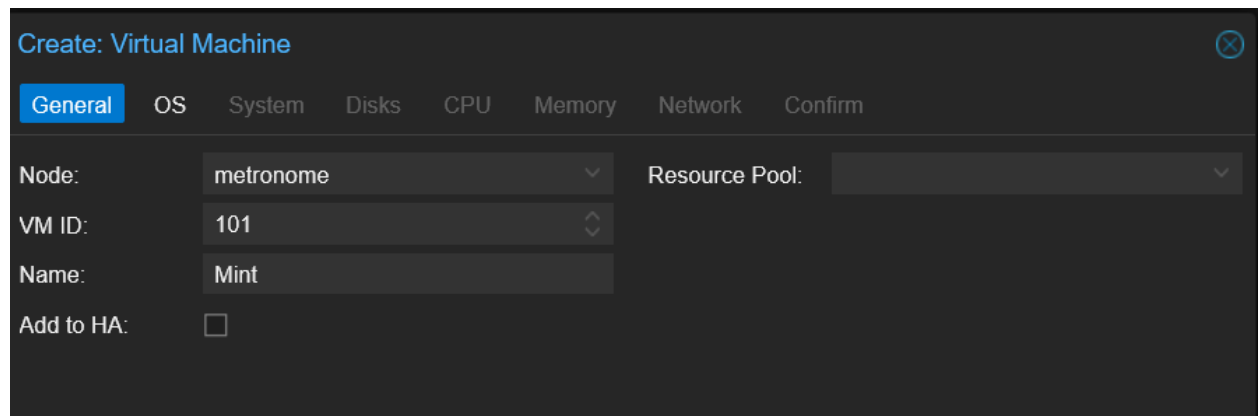 Create: Virtual Machine
General OS System Disks CPU Memory Network Confirm
Node: metronome Resource Pool:
VM ID: 101
Name: Mint
Add to HA: